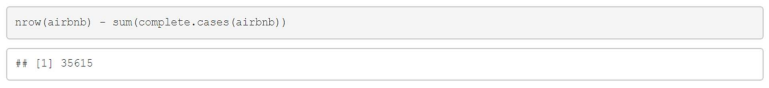 nrow(airbnb) - sum(complete.cases(airbnb))
## [1] 35615